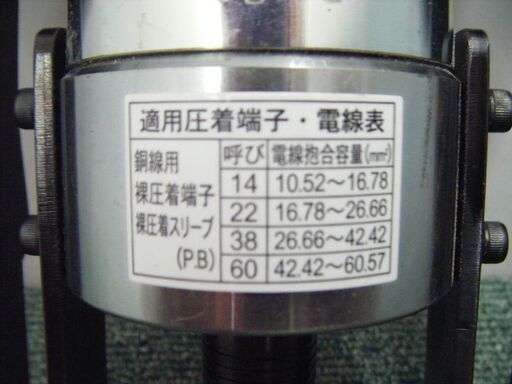 適用圧着端子・電線表
銅線用
裸圧着端子
裸圧着スリーブ
(P.B)
呼び 電線抱合容量(mm²)
14 10.52～16.78
22 16.78～26.66
38 26.66～42.42
60 42.42～60.57